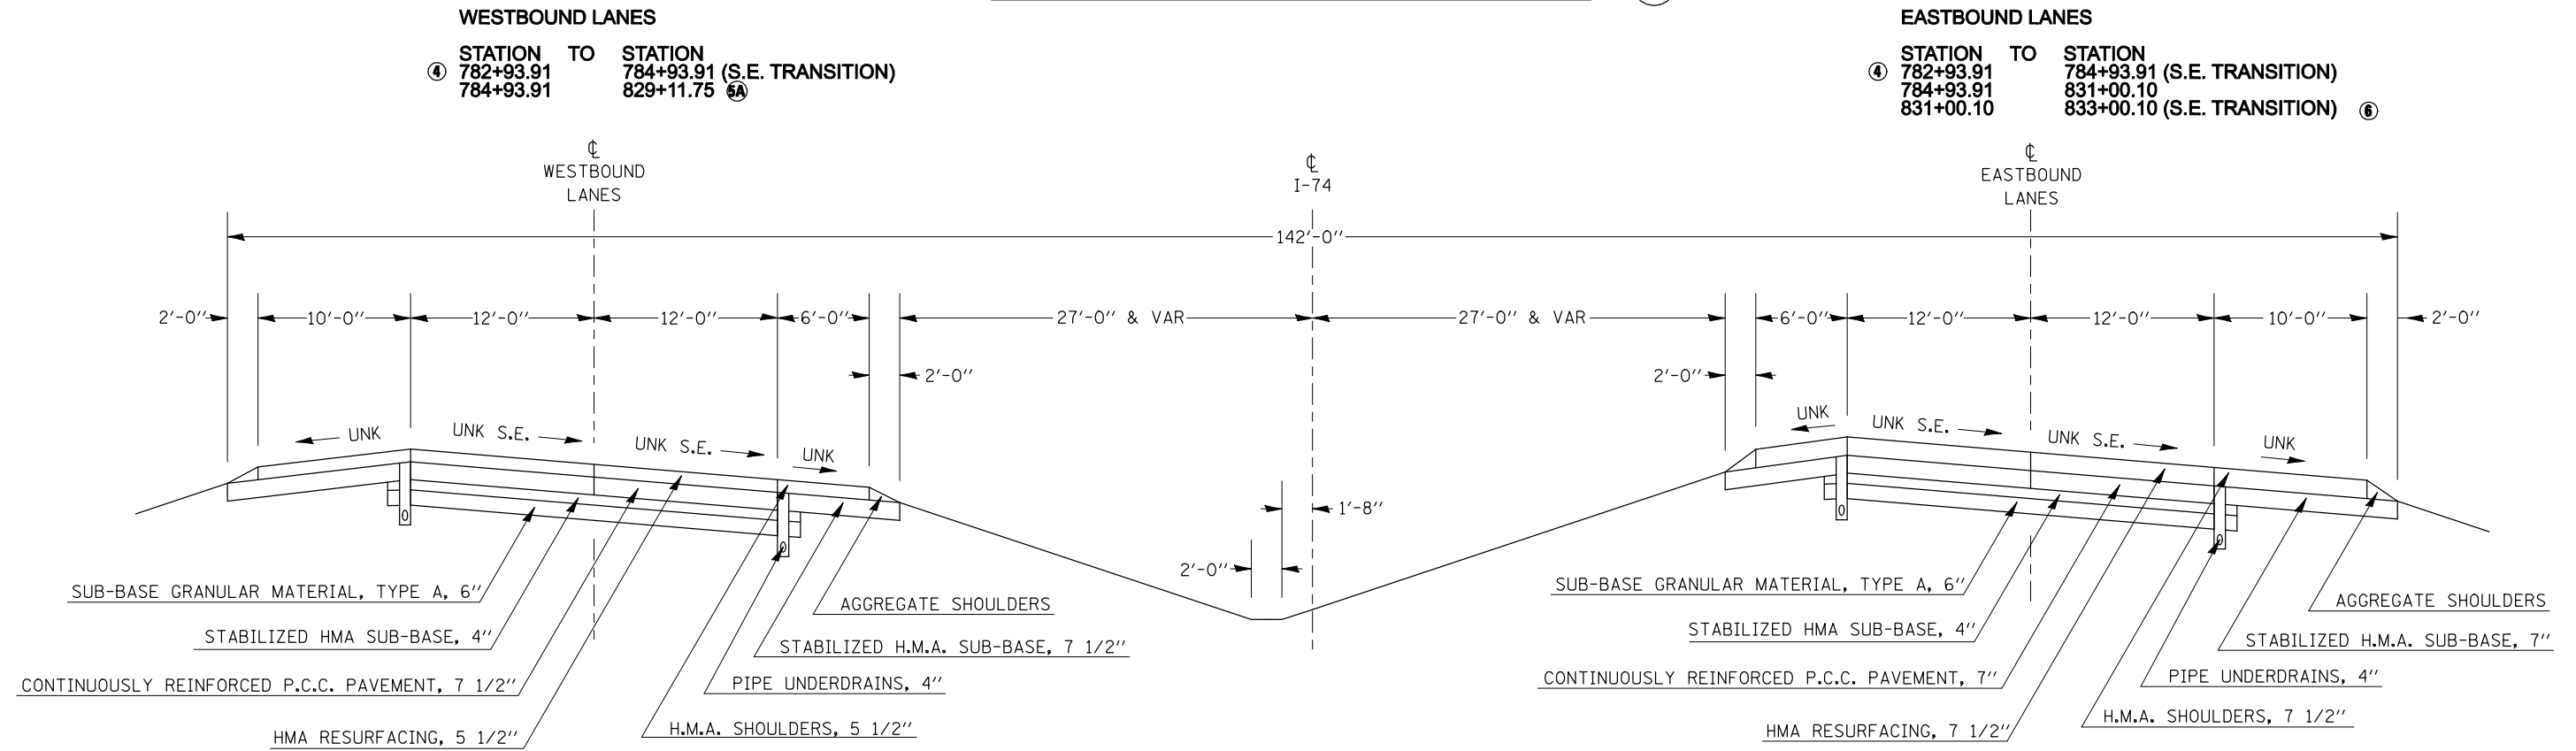 WESTBOUND LANES
STATION TO STATION
④ 782+93.91 784+93.91 (S.E. TRANSITION)
784+93.91 829+11.75 5A
EASTBOUND LANES
STATION TO STATION
④ 782+93.91 784+93.91 (S.E. TRANSITION)
784+93.91 831+00.10
831+00.10 833+00.10 (S.E. TRANSITION) ⑥
℄
WESTBOUND
LANES
℄
I-74
℄
EASTBOUND
LANES
142'-0"
2'-0" 10'-0" 12'-0" 12'-0" 6'-0" 27'-0" & VAR 27'-0" & VAR 6'-0" 12'-0" 12'-0" 10'-0" 2'-0"
2'-0" 2'-0"
UNK UNK S.E. UNK S.E. UNK
UNK UNK S.E. UNK S.E. UNK
1'-8"
2'-0"
SUB-BASE GRANULAR MATERIAL, TYPE A, 6"
STABILIZED HMA SUB-BASE, 4"
CONTINUOUSLY REINFORCED P.C.C. PAVEMENT, 7 1/2"
HMA RESURFACING, 5 1/2"
AGGREGATE SHOULDERS
STABILIZED H.M.A. SUB-BASE, 7 1/2"
PIPE UNDERDRAINS, 4"
H.M.A. SHOULDERS, 5 1/2"
SUB-BASE GRANULAR MATERIAL, TYPE A, 6"
STABILIZED HMA SUB-BASE, 4"
CONTINUOUSLY REINFORCED P.C.C. PAVEMENT, 7"
HMA RESURFACING, 7 1/2"
AGGREGATE SHOULDERS
STABILIZED H.M.A. SUB-BASE, 7"
PIPE UNDERDRAINS, 4"
H.M.A. SHOULDERS, 7 1/2"